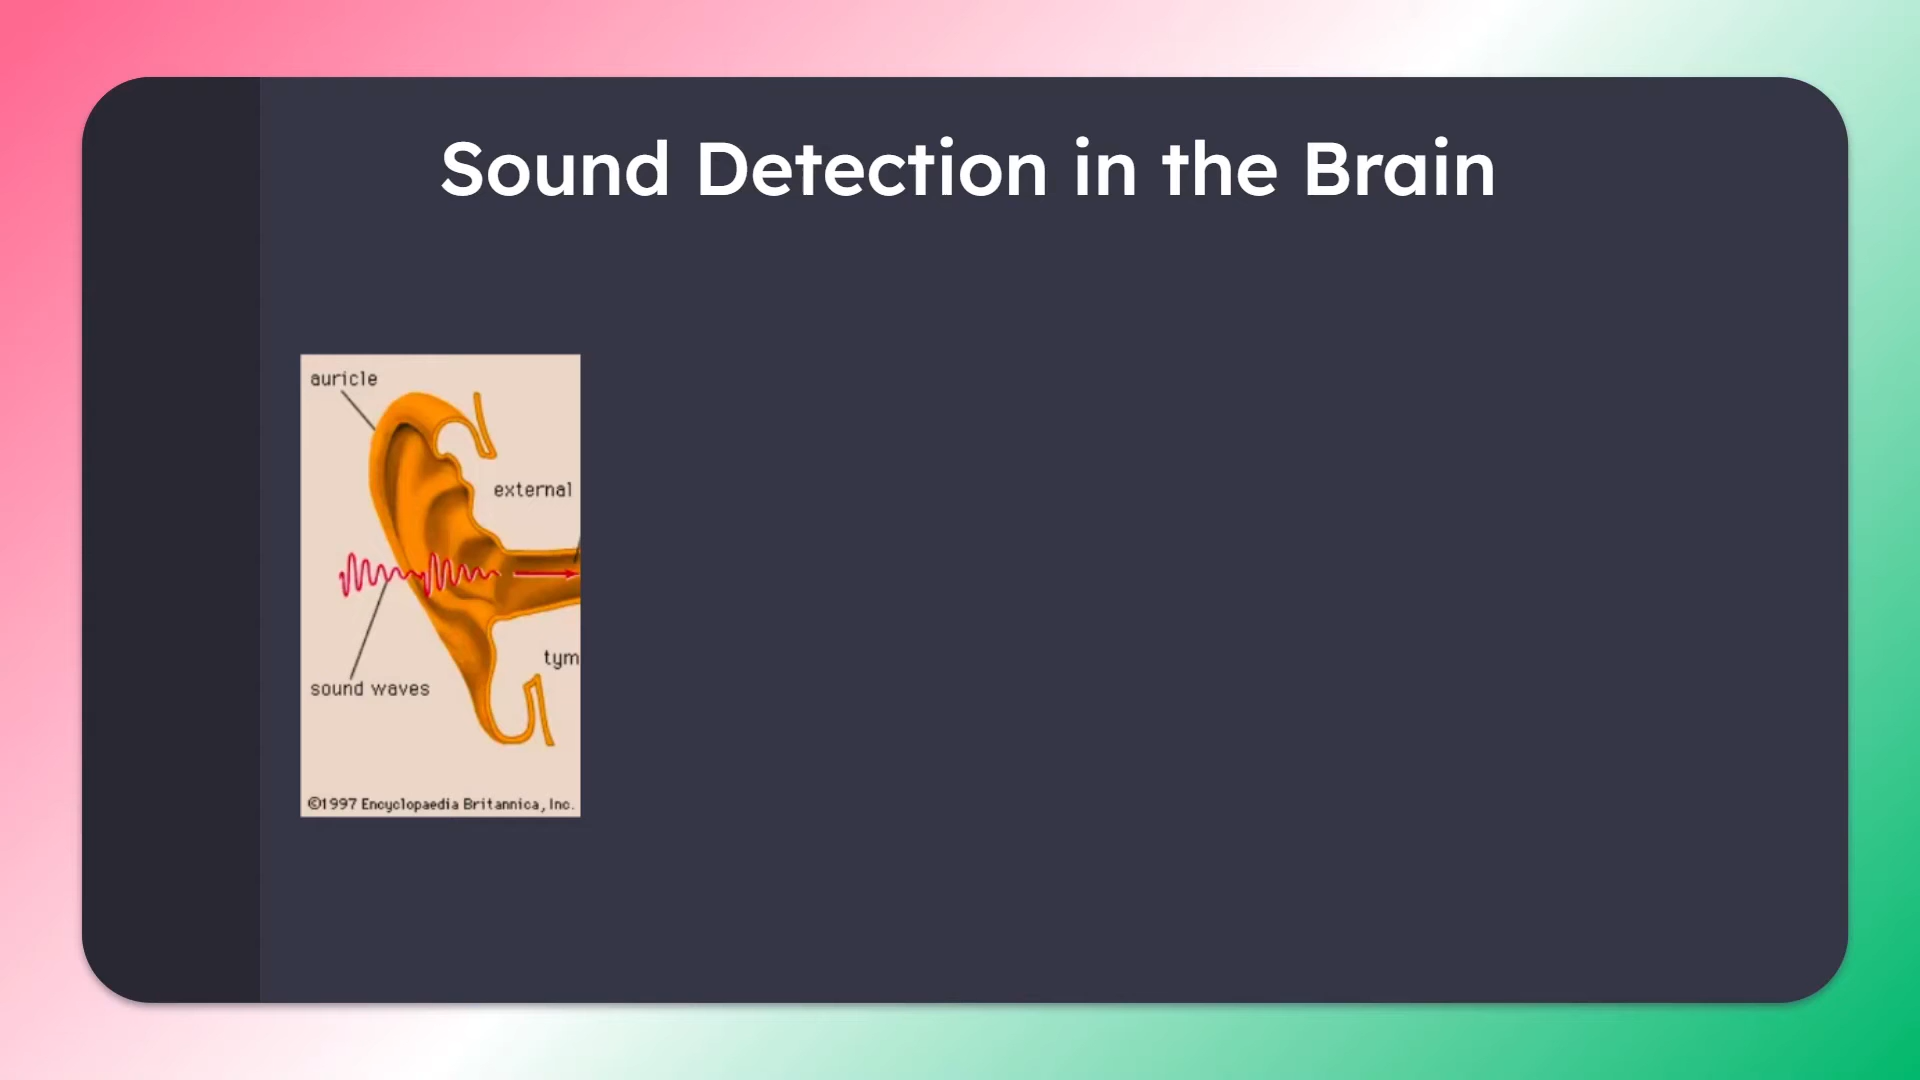 Sound Detection in the Brain
auricle
external
tym
sound waves
©1997 Encyclopaedia Britannica, Inc.